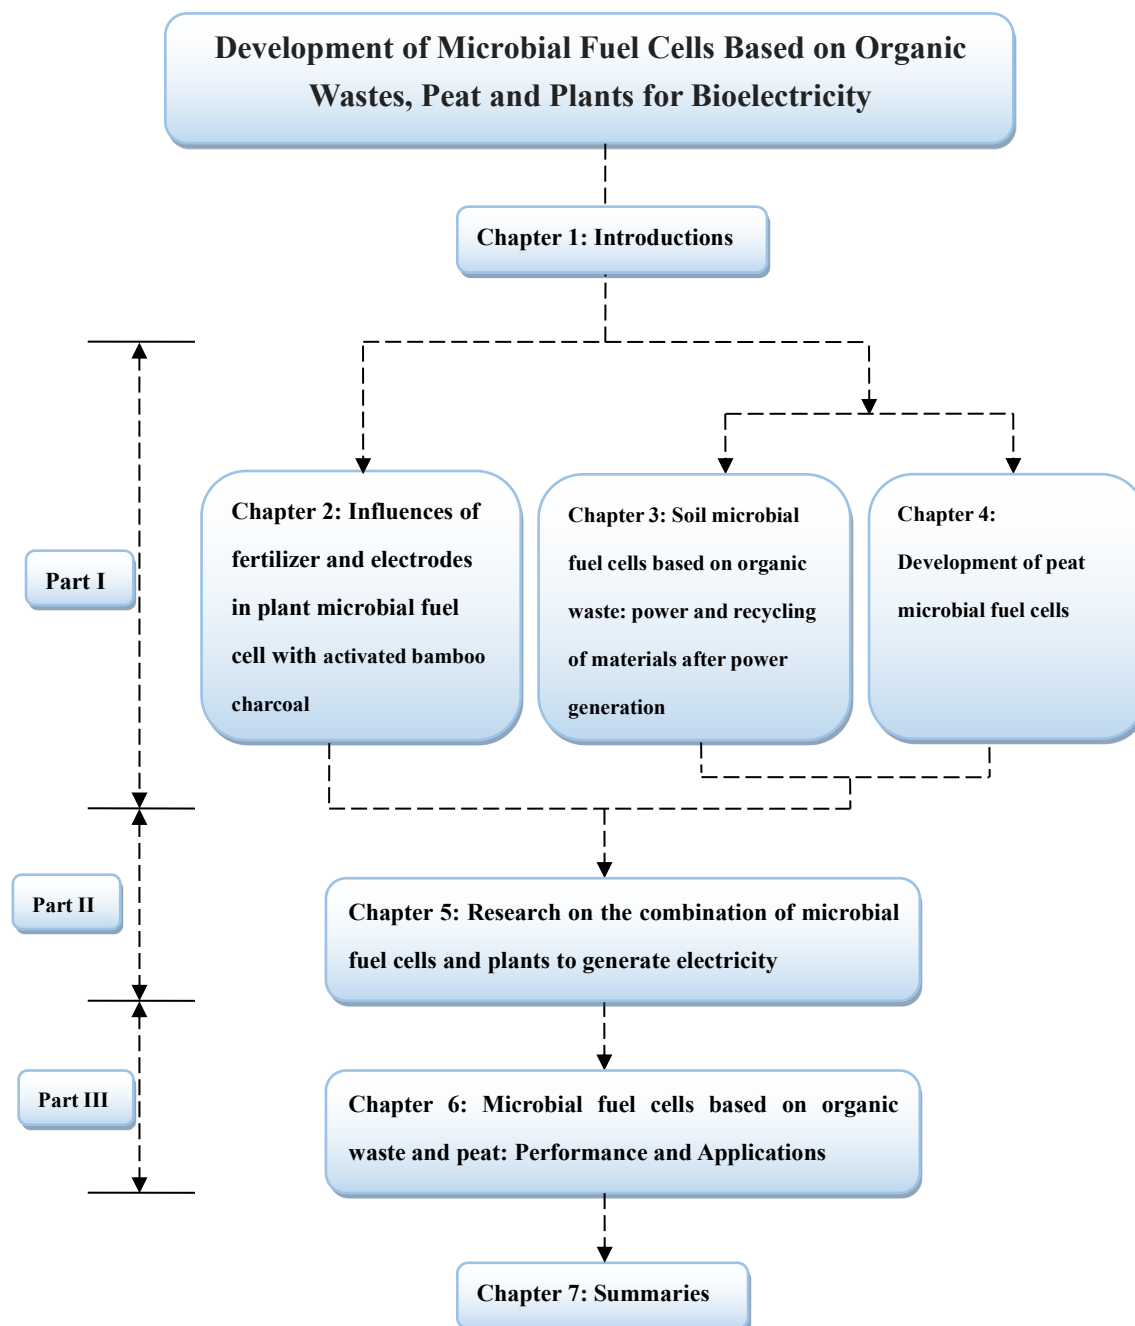 Development of Microbial Fuel Cells Based on Organic
Wastes, Peat and Plants for Bioelectricity
Chapter 1: Introductions
Part I
Chapter 2: Influences of
fertilizer and electrodes
in plant microbial fuel
cell with activated bamboo
charcoal
Chapter 3: Soil microbial
fuel cells based on organic
waste: power and recycling
of materials after power
generation
Chapter 4:
Development of peat
microbial fuel cells
Part II
Chapter 5: Research on the combination of microbial
fuel cells and plants to generate electricity
Part III
Chapter 6: Microbial fuel cells based on organic
waste and peat: Performance and Applications
Chapter 7: Summaries